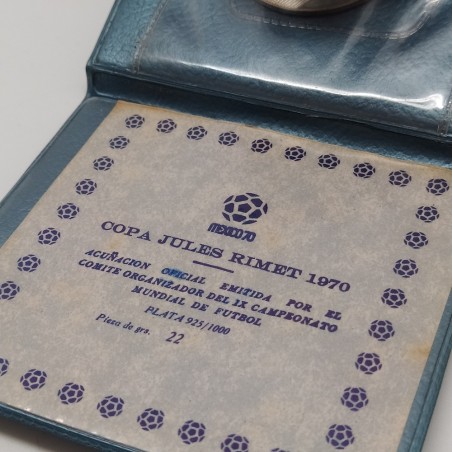 MEXICO70
COPA JULES RIMET 1970
ACUÑACION OFICIAL EMITIDA POR EL
COMITE ORGANIZADOR DEL IX CAMPEONATO
MUNDIAL DE FUTBOL
PLATA 925/1000
Pieza de grs. 22